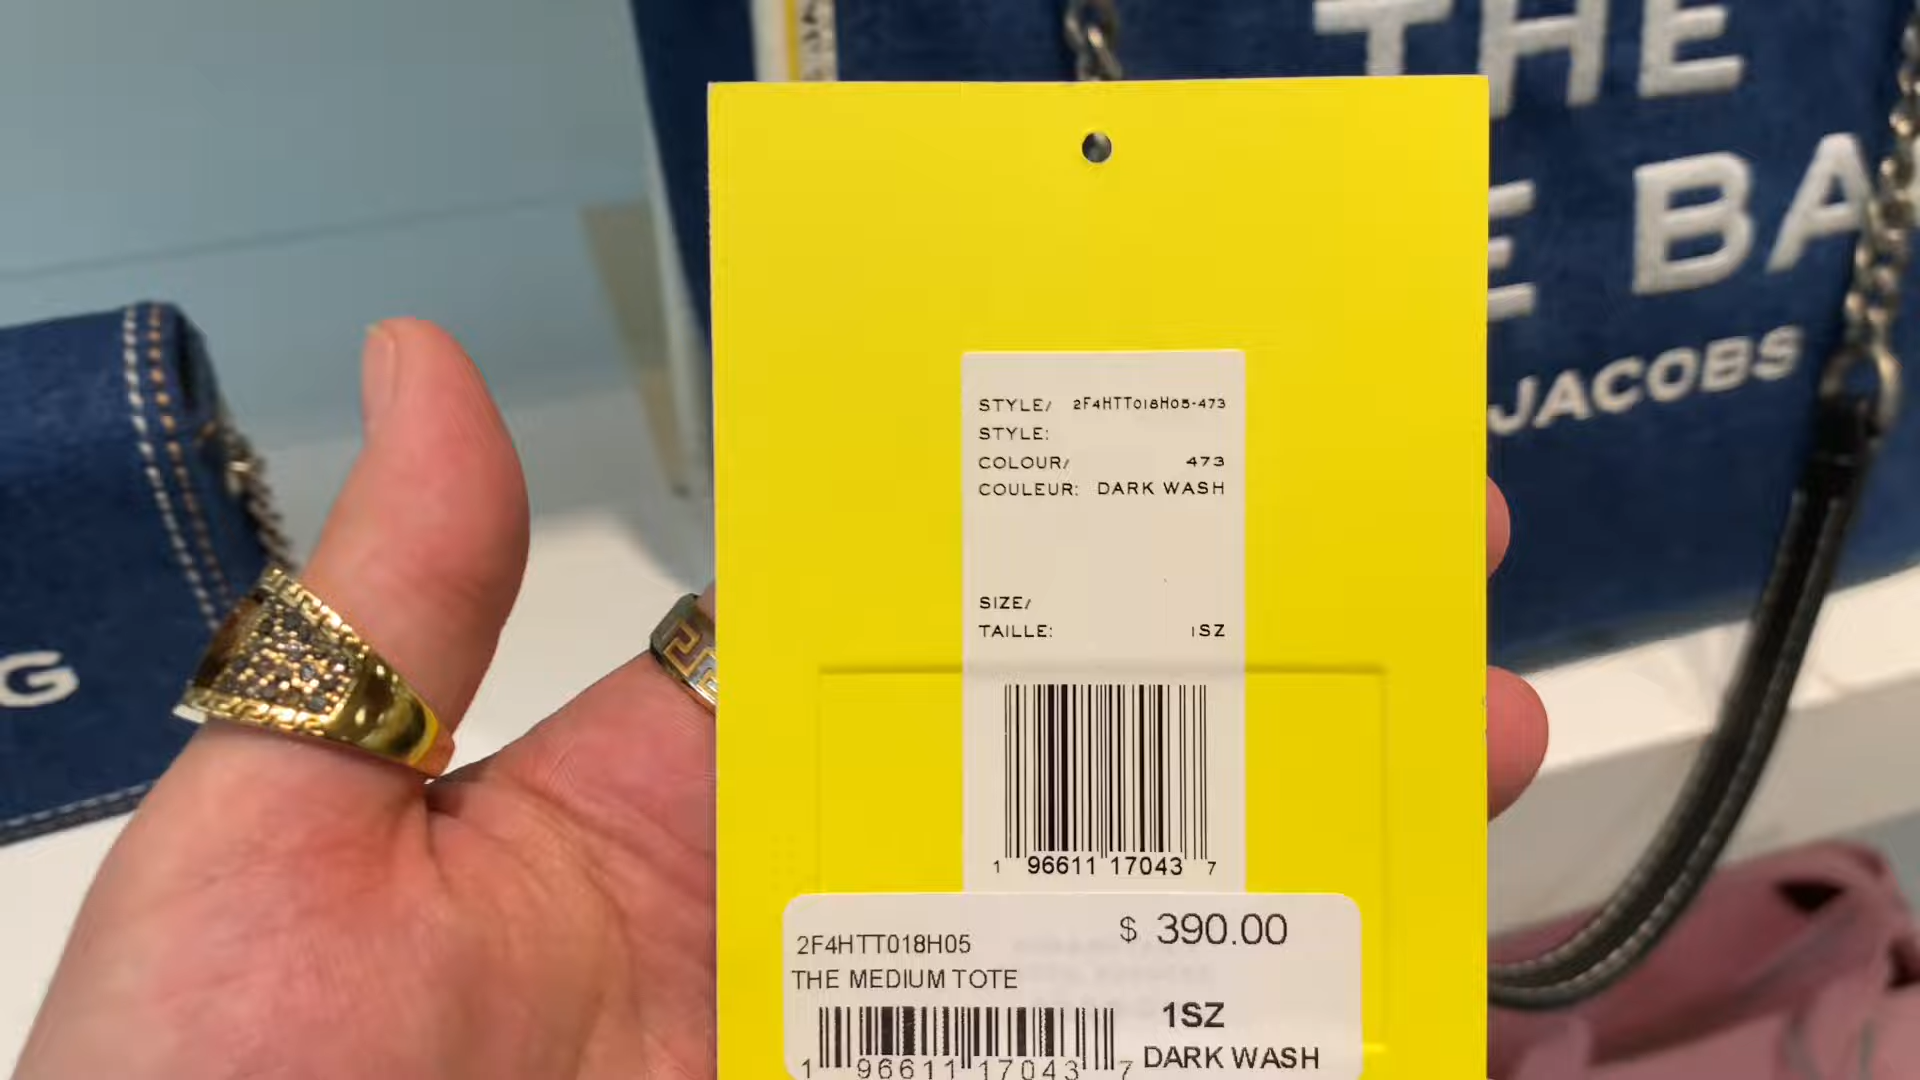 THE
E BA
JACOBS
G
STYLE/ 2F4HTT018H05-473
STYLE:
COLOUR/ 473
COULEUR: DARK WASH
SIZE/
TAILLE: 1SZ
1 96611 17043 7
2F4HTT018H05 $ 390.00
THE MEDIUM TOTE
1SZ
1 96611 17043 7 DARK WASH